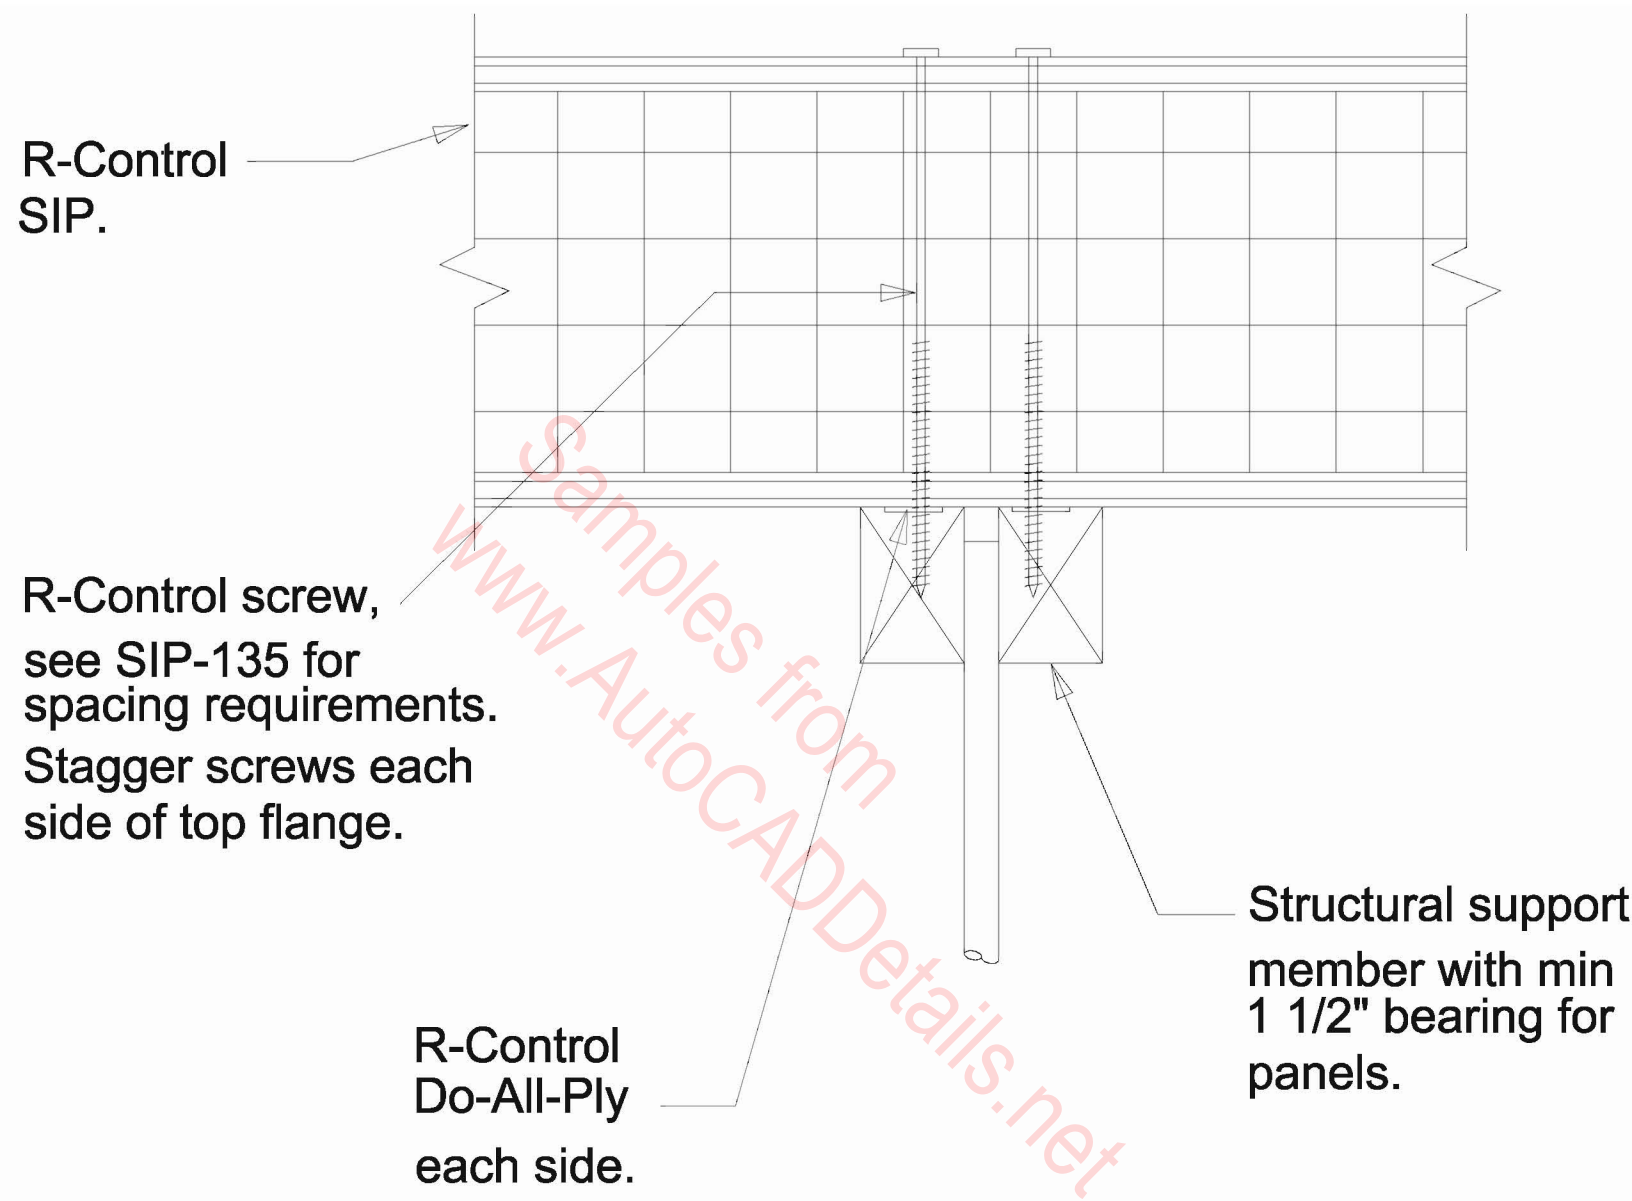 R-Control
SIP.
R-Control screw,
see SIP-135 for
spacing requirements.
Stagger screws each
side of top flange.
R-Control
Do-All-Ply
each side.
Structural support
member with min
1 1/2" bearing for
panels.
Samples from
www.AutoCADDetails.net